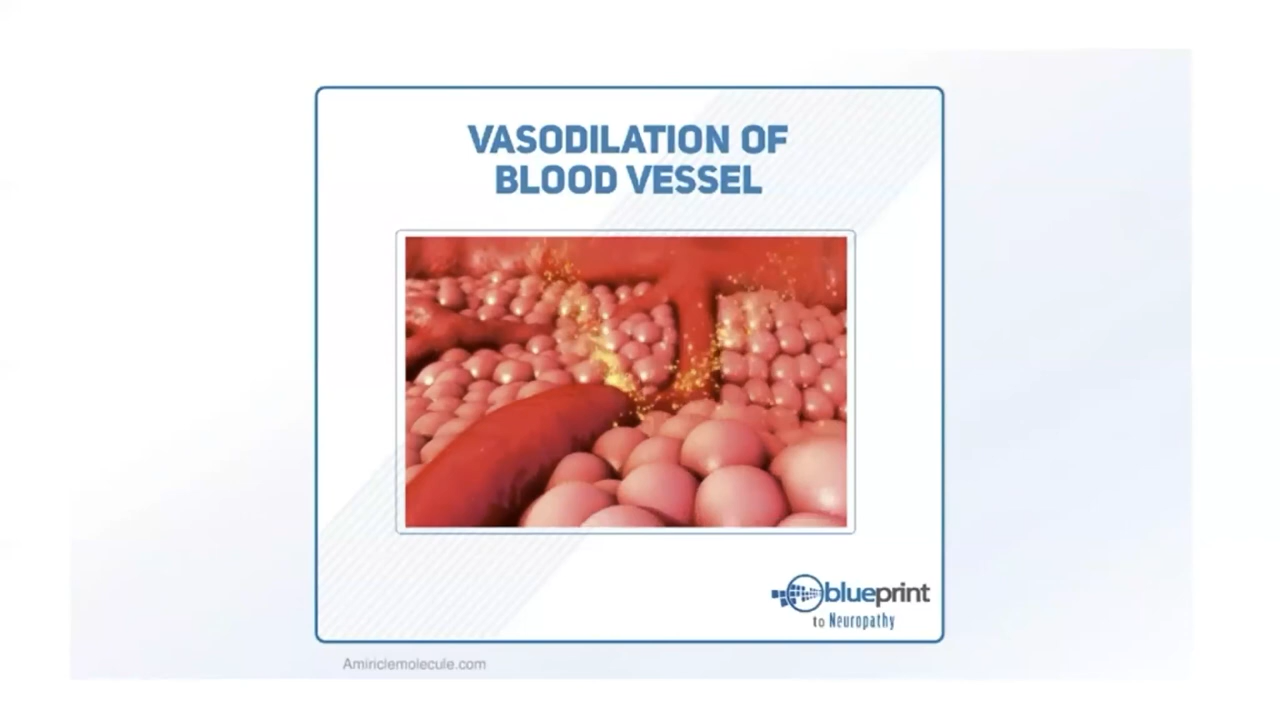 VASODILATION OF
BLOOD VESSEL
blueprint
to Neuropathy
Amiriclemolecule.com